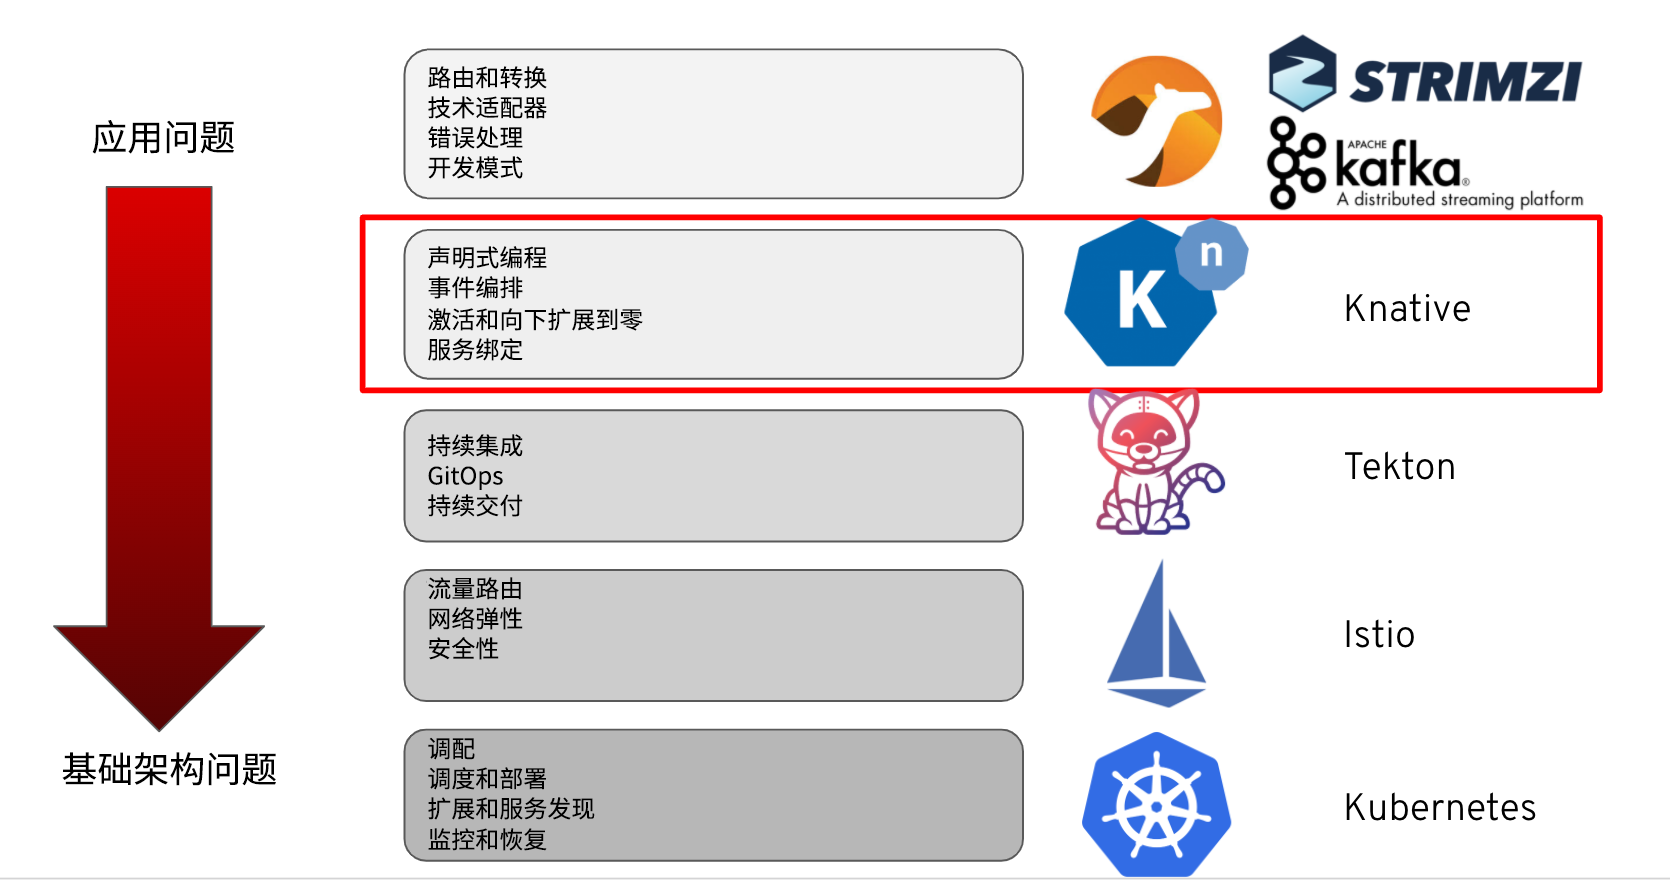 应用问题
基础架构问题
路由和转换
技术适配器
错误处理
开发模式
STRIMZI
APACHE
kafka®
A distributed streaming platform
声明式编程
事件编排
激活和向下扩展到零
服务绑定
K
n
Knative
持续集成
GitOps
持续交付
Tekton
流量路由
网络弹性
安全性
Istio
调配
调度和部署
扩展和服务发现
监控和恢复
Kubernetes